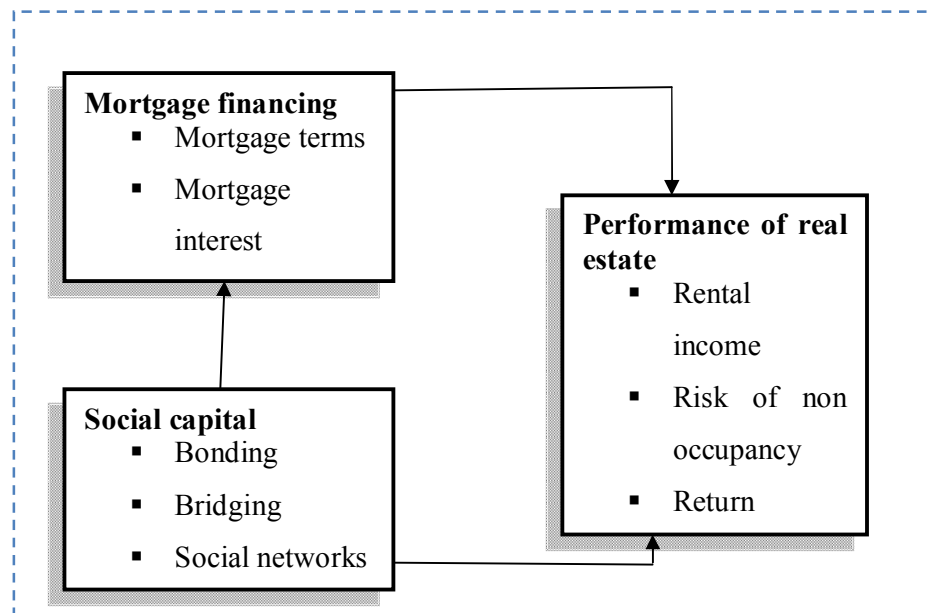 Mortgage financing
▪ Mortgage terms
▪ Mortgage
interest
Social capital
▪ Bonding
▪ Bridging
▪ Social networks
Performance of real
estate
▪ Rental
income
▪ Risk of non
occupancy
▪ Return